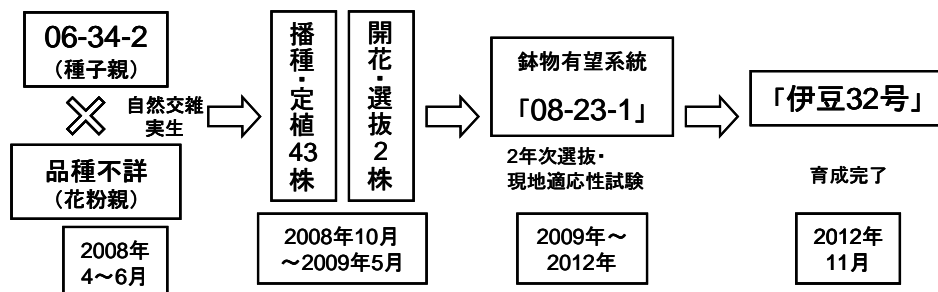 06-34-2
(種子親)
自然交雑
実生
品種不詳
(花粉親)
2008年
4~6月
播種・定植43株
開花・選抜2株
2008年10月
~2009年5月
鉢物有望系統
「08-23-1」
2年次選抜・
現地適応性試験
2009年~
2012年
「伊豆32号」
育成完了
2012年
11月